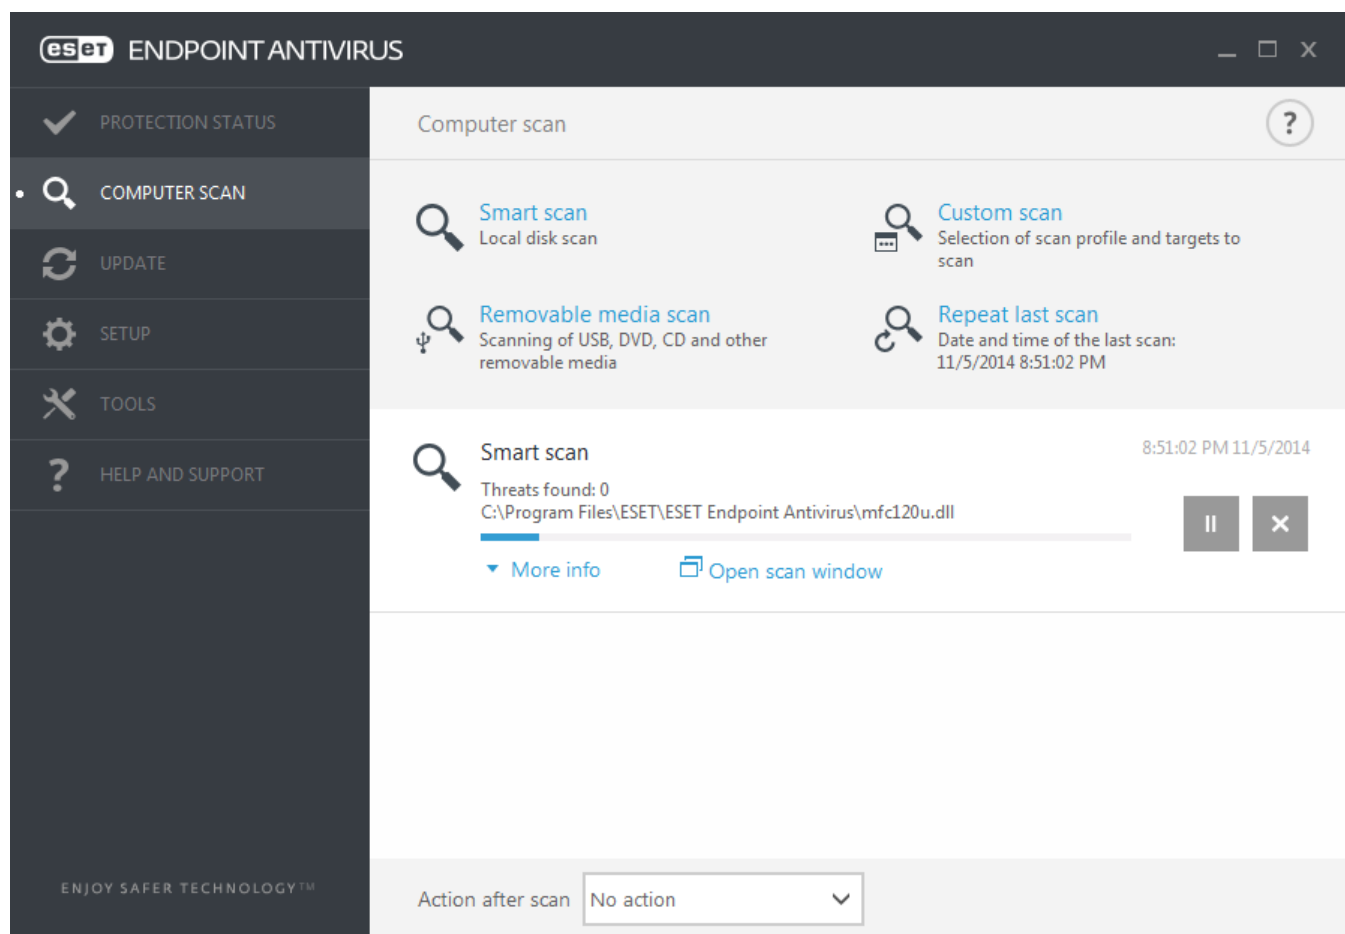 eset ENDPOINT ANTIVIRUS
PROTECTION STATUS
COMPUTER SCAN
UPDATE
SETUP
TOOLS
HELP AND SUPPORT
ENJOY SAFER TECHNOLOGY™
Computer scan
?
Smart scan
Local disk scan
Custom scan
Selection of scan profile and targets to
scan
Removable media scan
Scanning of USB, DVD, CD and other
removable media
Repeat last scan
Date and time of the last scan:
11/5/2014 8:51:02 PM
Smart scan
8:51:02 PM 11/5/2014
Threats found: 0
C:\Program Files\ESET\ESET Endpoint Antivirus\mfc120u.dll
More info
Open scan window
Action after scan
No action